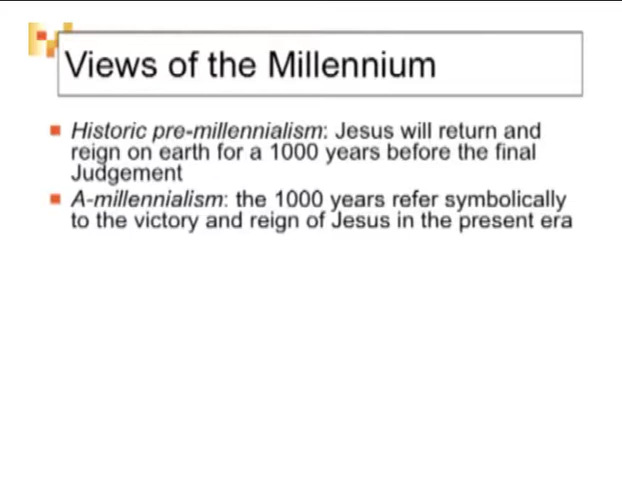 Views of the Millennium
Historic pre-millennialism: Jesus will return and
reign on earth for a 1000 years before the final
Judgement
A-millennialism: the 1000 years refer symbolically
to the victory and reign of Jesus in the present era